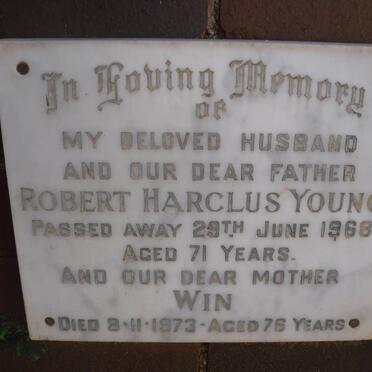 In Loving Memory
OF
MY BELOVED HUSBAND
AND OUR DEAR FATHER
ROBERT HARCLUS YOUNG
PASSED AWAY 29TH JUNE 1968
AGED 71 YEARS.
AND OUR DEAR MOTHER
WIN
DIED 8-11-1973-AGED 76 YEARS